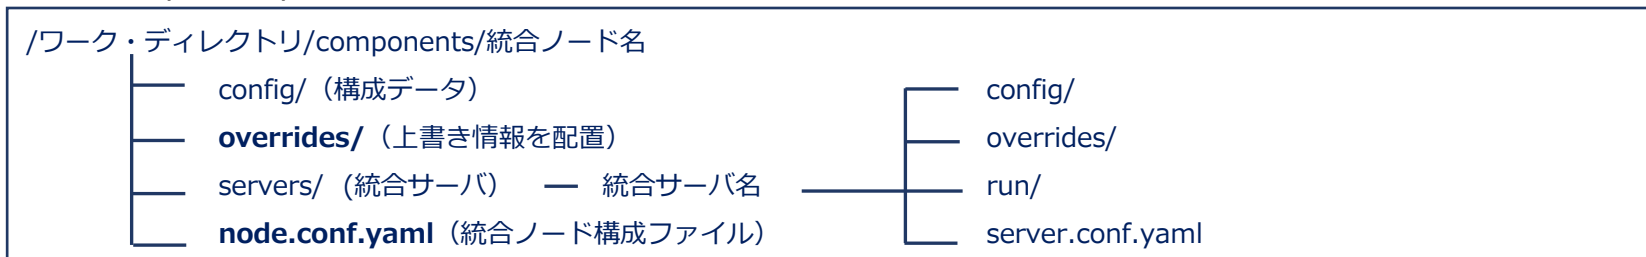 /ワーク・ディレクトリ/components/統合ノード名
config/（構成データ） config/
overrides/（上書き情報を配置） overrides/
servers/ (統合サーバ） 統合サーバ名 run/
node.conf.yaml（統合ノード構成ファイル） server.conf.yaml